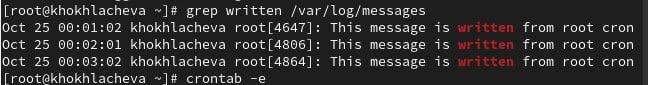 [root@khokhlacheva ~]# grep written /var/log/messages
Oct 25 00:01:02 khokhlacheva root[4647]: This message is written from root cron
Oct 25 00:02:01 khokhlacheva root[4806]: This message is written from root cron
Oct 25 00:03:02 khokhlacheva root[4864]: This message is written from root cron
[root@khokhlacheva ~]# crontab -e